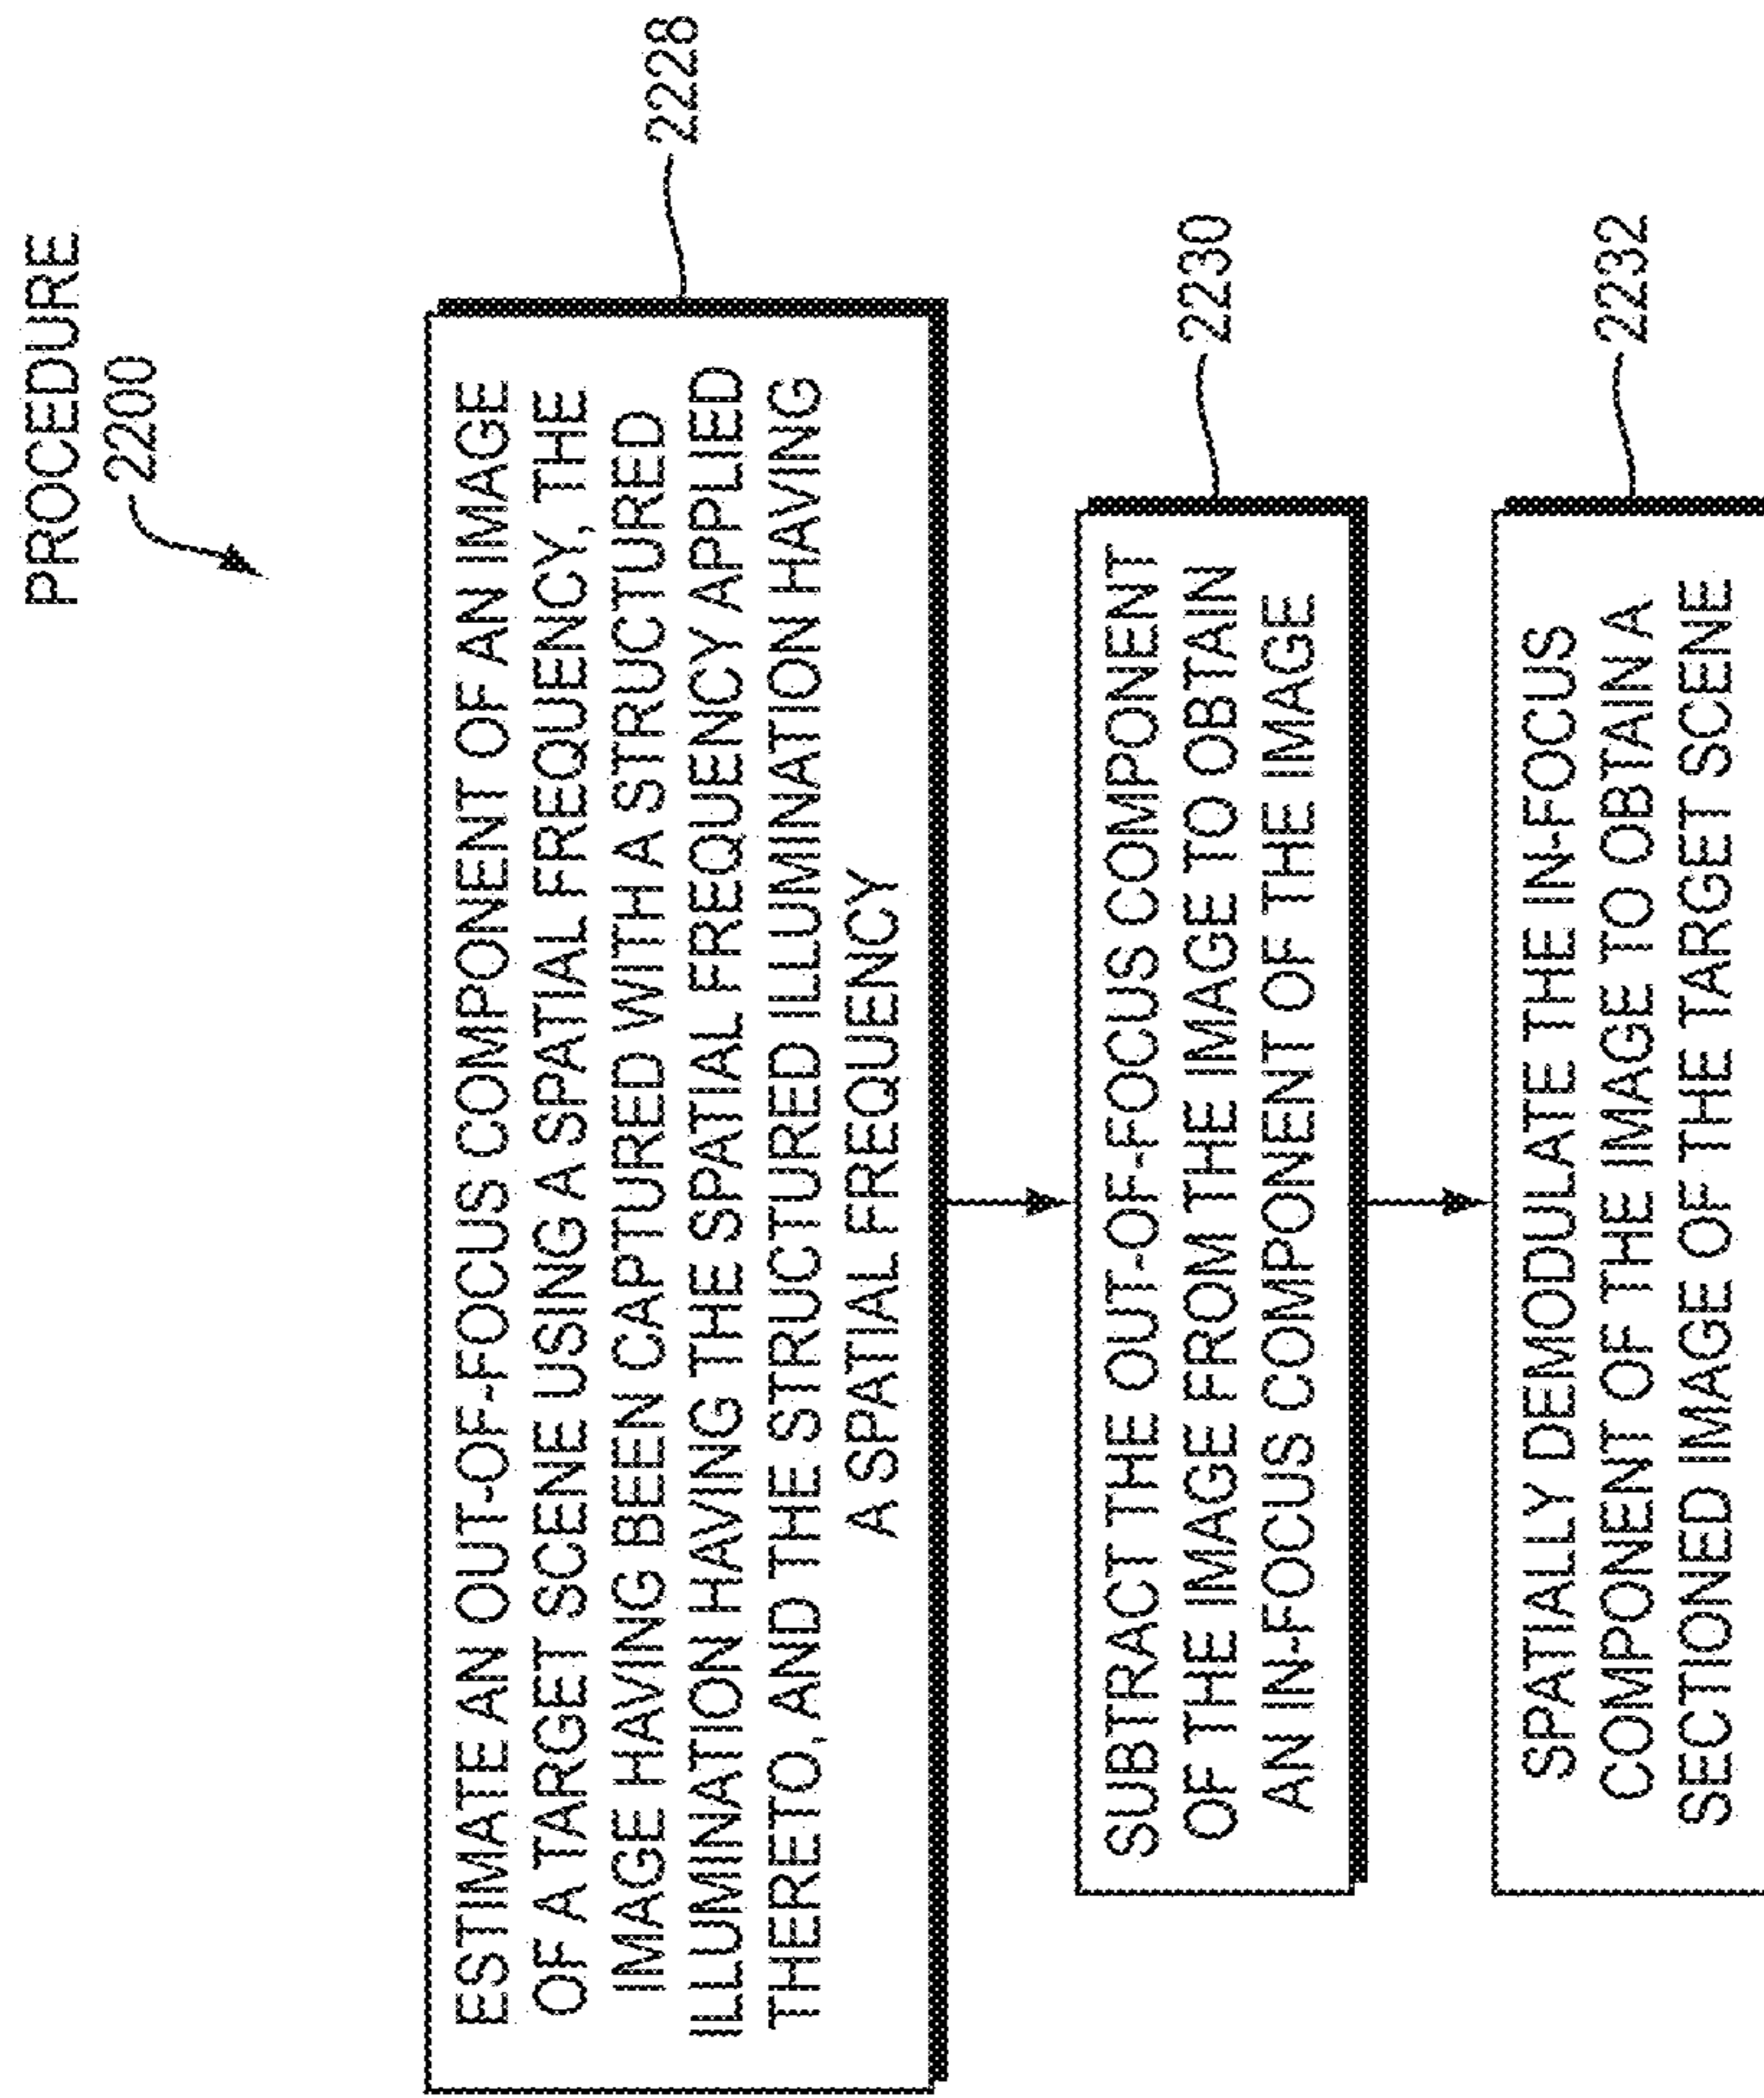 PROCEDURE
2200
ESTIMATE AN OUT-OF-FOCUS COMPONENT OF AN IMAGE
OF A TARGET SCENE USING A SPATIAL FREQUENCY, THE
IMAGE HAVING BEEN CAPTURED WITH A STRUCTURED
ILLUMINATION HAVING THE SPATIAL FREQUENCY APPLIED
THERETO, AND THE STRUCTURED ILLUMINATION HAVING
A SPATIAL FREQUENCY
2228
SUBTRACT THE OUT-OF-FOCUS COMPONENT
OF THE IMAGE FROM THE IMAGE TO OBTAIN
AN IN-FOCUS COMPONENT OF THE IMAGE
2230
SPATIALLY DEMODULATE THE IN-FOCUS
COMPONENT OF THE IMAGE TO OBTAIN A
SECTIONED IMAGE OF THE TARGET SCENE
2232